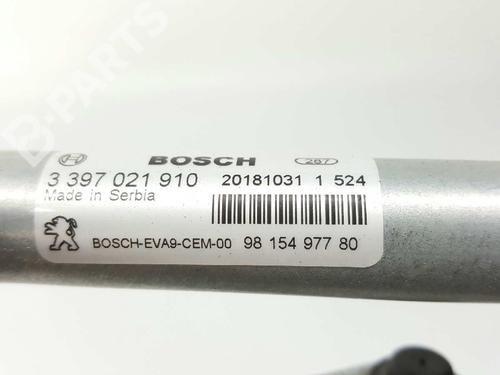 B-PARTS
BOSCH 287
3 397 021 910 20181031 1 524
Made in Serbia
BOSCH-EVA9-CEM-00 98 154 977 80